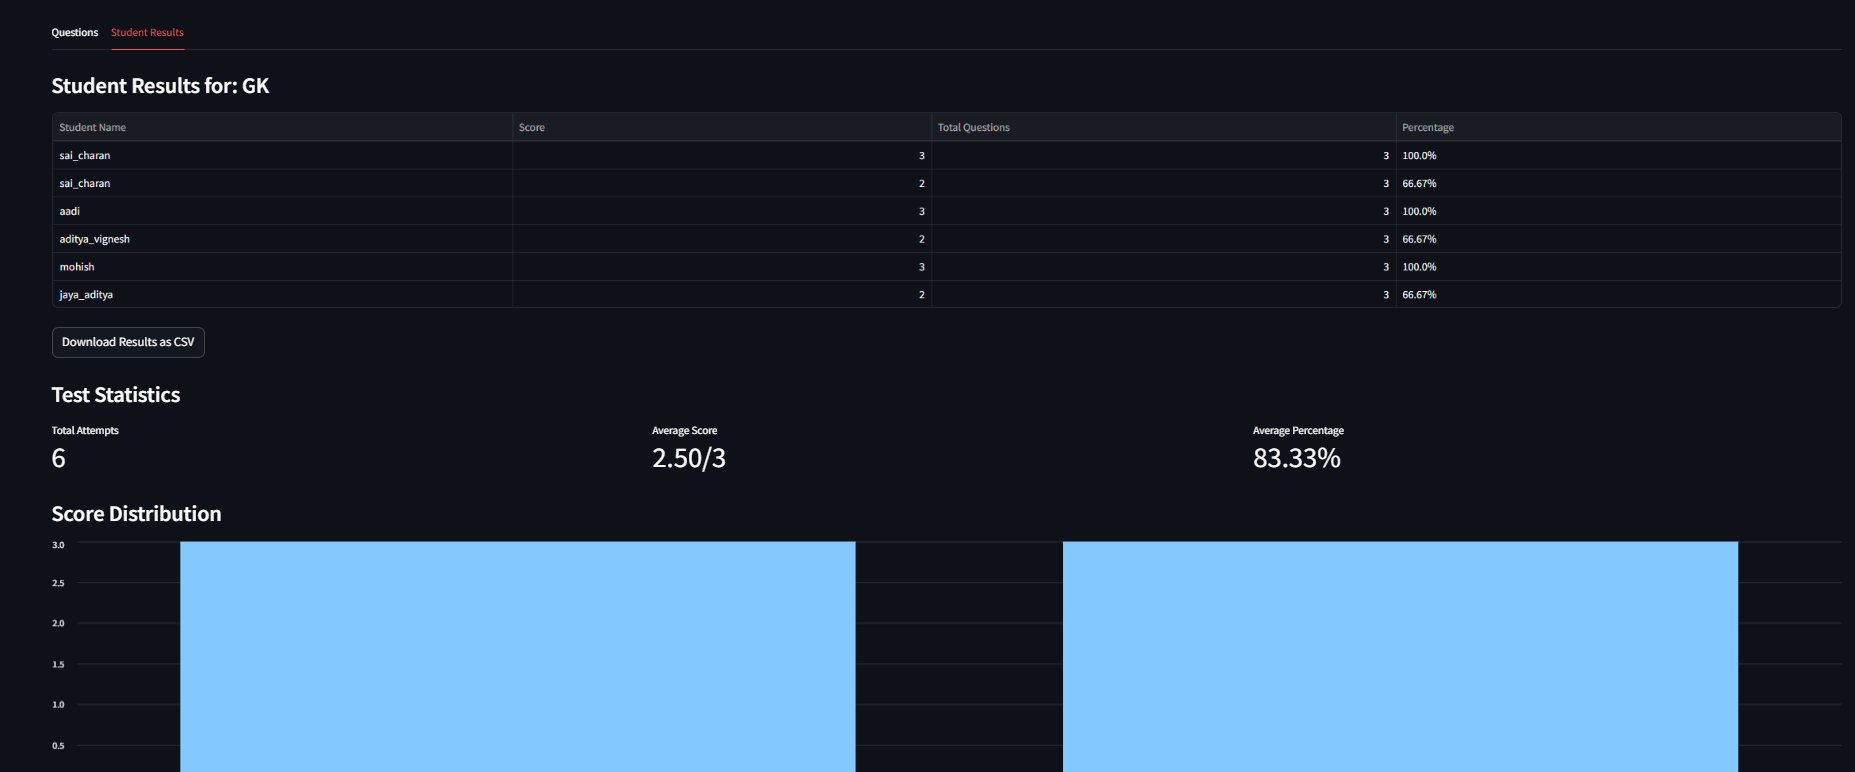 Questions Student Results
Student Results for: GK
Student Name Score Total Questions Percentage
sai_charan 3 3 100.0%
sai_charan 2 3 66.67%
aadi 3 3 100.0%
aditya_vignesh 2 3 66.67%
mohish 3 3 100.0%
jaya_aditya 2 3 66.67%
Download Results as CSV
Test Statistics
Total Attempts Average Score Average Percentage
6 2.50/3 83.33%
Score Distribution
3.0
2.5
2.0
1.5
1.0
0.5